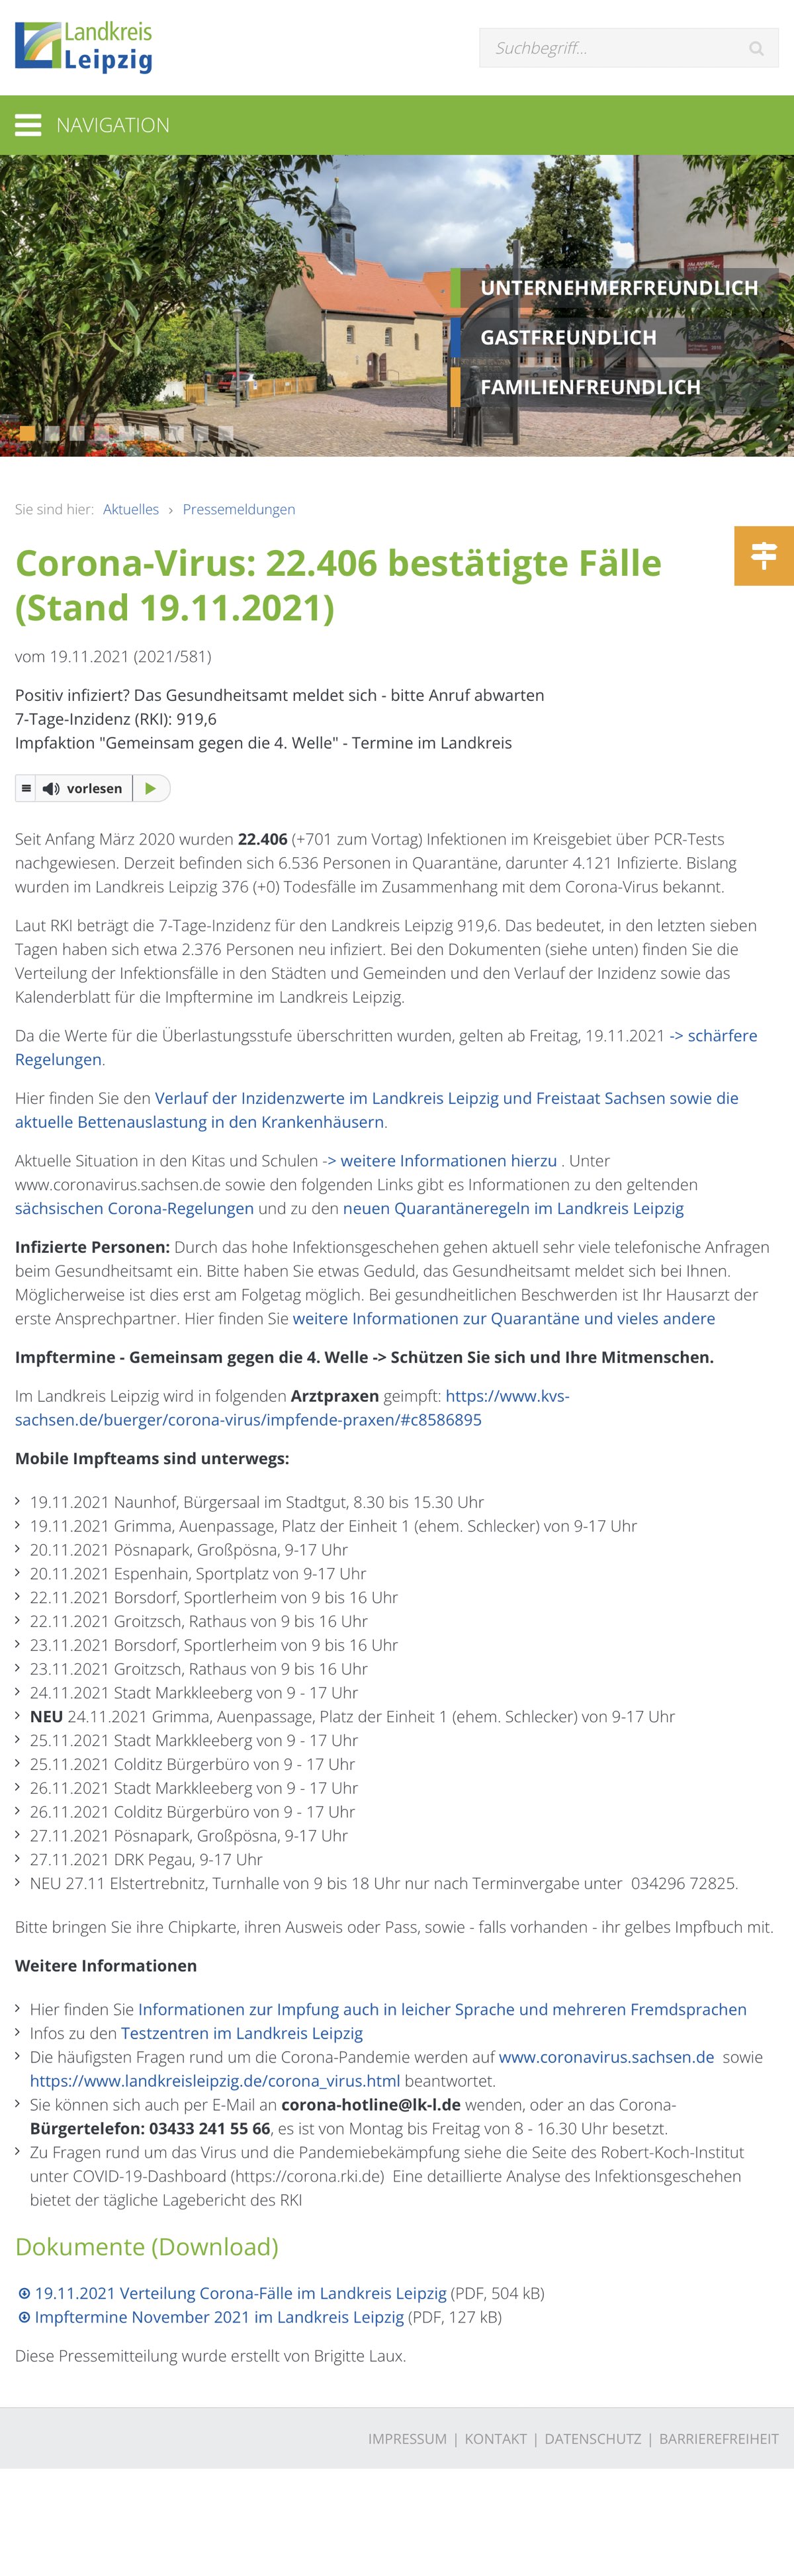 Landkreis
Leipzig
Suchbegriff...
NAVIGATION
UNTERNEHMERFREUNDLICH
GASTFREUNDLICH
FAMILIENFREUNDLICH
Sie sind hier: Aktuelles › Pressemeldungen
Corona-Virus: 22.406 bestätigte Fälle
(Stand 19.11.2021)
vom 19.11.2021 (2021/581)
Positiv infiziert? Das Gesundheitsamt meldet sich - bitte Anruf abwarten
7-Tage-Inzidenz (RKI): 919,6
Impfaktion "Gemeinsam gegen die 4. Welle" - Termine im Landkreis
vorlesen
Seit Anfang März 2020 wurden 22.406 (+701 zum Vortag) Infektionen im Kreisgebiet über PCR-Tests
nachgewiesen. Derzeit befinden sich 6.536 Personen in Quarantäne, darunter 4.121 Infizierte. Bislang
wurden im Landkreis Leipzig 376 (+0) Todesfälle im Zusammenhang mit dem Corona-Virus bekannt.
Laut RKI beträgt die 7-Tage-Inzidenz für den Landkreis Leipzig 919,6. Das bedeutet, in den letzten sieben
Tagen haben sich etwa 2.376 Personen neu infiziert. Bei den Dokumenten (siehe unten) finden Sie die
Verteilung der Infektionsfälle in den Städten und Gemeinden und den Verlauf der Inzidenz sowie das
Kalenderblatt für die Impftermine im Landkreis Leipzig.
Da die Werte für die Überlastungsstufe überschritten wurden, gelten ab Freitag, 19.11.2021 -> schärfere
Regelungen.
Hier finden Sie den Verlauf der Inzidenzwerte im Landkreis Leipzig und Freistaat Sachsen sowie die
aktuelle Bettenauslastung in den Krankenhäusern.
Aktuelle Situation in den Kitas und Schulen -> weitere Informationen hierzu . Unter
www.coronavirus.sachsen.de sowie den folgenden Links gibt es Informationen zu den geltenden
sächsischen Corona-Regelungen und zu den neuen Quarantäneregeln im Landkreis Leipzig
Infizierte Personen: Durch das hohe Infektionsgeschehen gehen aktuell sehr viele telefonische Anfragen
beim Gesundheitsamt ein. Bitte haben Sie etwas Geduld, das Gesundheitsamt meldet sich bei Ihnen.
Möglicherweise ist dies erst am Folgetag möglich. Bei gesundheitlichen Beschwerden ist Ihr Hausarzt der
erste Ansprechpartner. Hier finden Sie weitere Informationen zur Quarantäne und vieles andere
Impftermine - Gemeinsam gegen die 4. Welle -> Schützen Sie sich und Ihre Mitmenschen.
Im Landkreis Leipzig wird in folgenden Arztpraxen geimpft: https://www.kvs-
sachsen.de/buerger/corona-virus/impfende-praxen/#c8586895
Mobile Impfteams sind unterwegs:
19.11.2021 Naunhof, Bürgersaal im Stadtgut, 8.30 bis 15.30 Uhr
19.11.2021 Grimma, Auenpassage, Platz der Einheit 1 (ehem. Schlecker) von 9-17 Uhr
20.11.2021 Pösnapark, Großpösna, 9-17 Uhr
20.11.2021 Espenhain, Sportplatz von 9-17 Uhr
22.11.2021 Borsdorf, Sportlerheim von 9 bis 16 Uhr
22.11.2021 Groitzsch, Rathaus von 9 bis 16 Uhr
23.11.2021 Borsdorf, Sportlerheim von 9 bis 16 Uhr
23.11.2021 Groitzsch, Rathaus von 9 bis 16 Uhr
24.11.2021 Stadt Markkleeberg von 9 - 17 Uhr
NEU 24.11.2021 Grimma, Auenpassage, Platz der Einheit 1 (ehem. Schlecker) von 9-17 Uhr
25.11.2021 Stadt Markkleeberg von 9 - 17 Uhr
25.11.2021 Colditz Bürgerbüro von 9 - 17 Uhr
26.11.2021 Stadt Markkleeberg von 9 - 17 Uhr
26.11.2021 Colditz Bürgerbüro von 9 - 17 Uhr
27.11.2021 Pösnapark, Großpösna, 9-17 Uhr
27.11.2021 DRK Pegau, 9-17 Uhr
NEU 27.11 Elstertrebnitz, Turnhalle von 9 bis 18 Uhr nur nach Terminvergabe unter 034296 72825.
Bitte bringen Sie ihre Chipkarte, ihren Ausweis oder Pass, sowie - falls vorhanden - ihr gelbes Impfbuch mit.
Weitere Informationen
Hier finden Sie Informationen zur Impfung auch in leicher Sprache und mehreren Fremdsprachen
Infos zu den Testzentren im Landkreis Leipzig
Die häufigsten Fragen rund um die Corona-Pandemie werden auf www.coronavirus.sachsen.de sowie
https://www.landkreisleipzig.de/corona_virus.html beantwortet.
Sie können sich auch per E-Mail an corona-hotline@lk-l.de wenden, oder an das Corona-
Bürgertelefon: 03433 241 55 66, es ist von Montag bis Freitag von 8 - 16.30 Uhr besetzt.
Zu Fragen rund um das Virus und die Pandemiebekämpfung siehe die Seite des Robert-Koch-Institut
unter COVID-19-Dashboard (https://corona.rki.de) Eine detaillierte Analyse des Infektionsgeschehen
bietet der tägliche Lagebericht des RKI
Dokumente (Download)
19.11.2021 Verteilung Corona-Fälle im Landkreis Leipzig (PDF, 504 kB)
Impftermine November 2021 im Landkreis Leipzig (PDF, 127 kB)
Diese Pressemitteilung wurde erstellt von Brigitte Laux.
IMPRESSUM | KONTAKT | DATENSCHUTZ | BARRIEREFREIHEIT